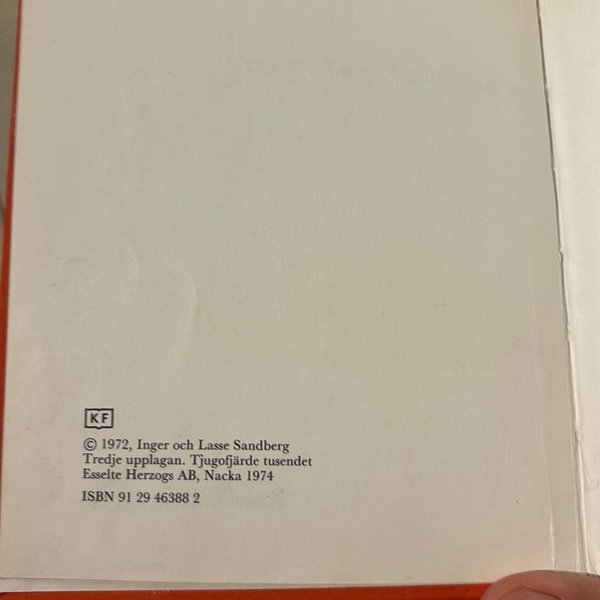 KF
© 1972, Inger och Lasse Sandberg
Tredje upplagan. Tjugofjärde tusendet
Esselte Herzogs AB, Nacka 1974
ISBN 91 29 46388 2